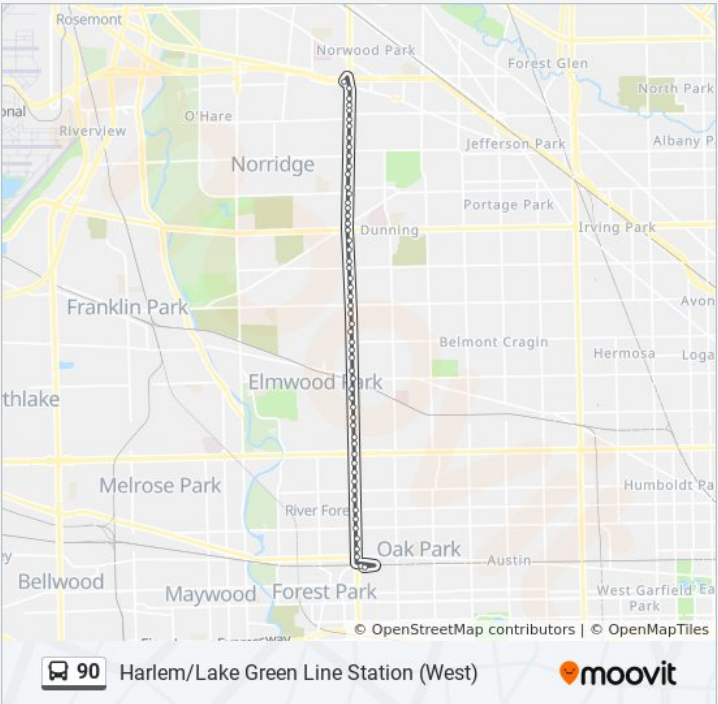 Rosemont
Norwood Park
Forest Glen
North Park
onal
O'Hare
Riverview
Jefferson Park
Albany P
Norridge
Portage Park
Dunning
Irving Park
Franklin Park
Avon
Belmont Cragin
Hermosa
Loga
Elmwood Park
thlake
Melrose Park
Humboldt Pa
River Fore
Oak Park
Austin
ey
Bellwood
Maywood
Forest Park
West Garfield
Park
Ea
© OpenStreetMap contributors | © OpenMapTiles
90 Harlem/Lake Green Line Station (West)
moovit